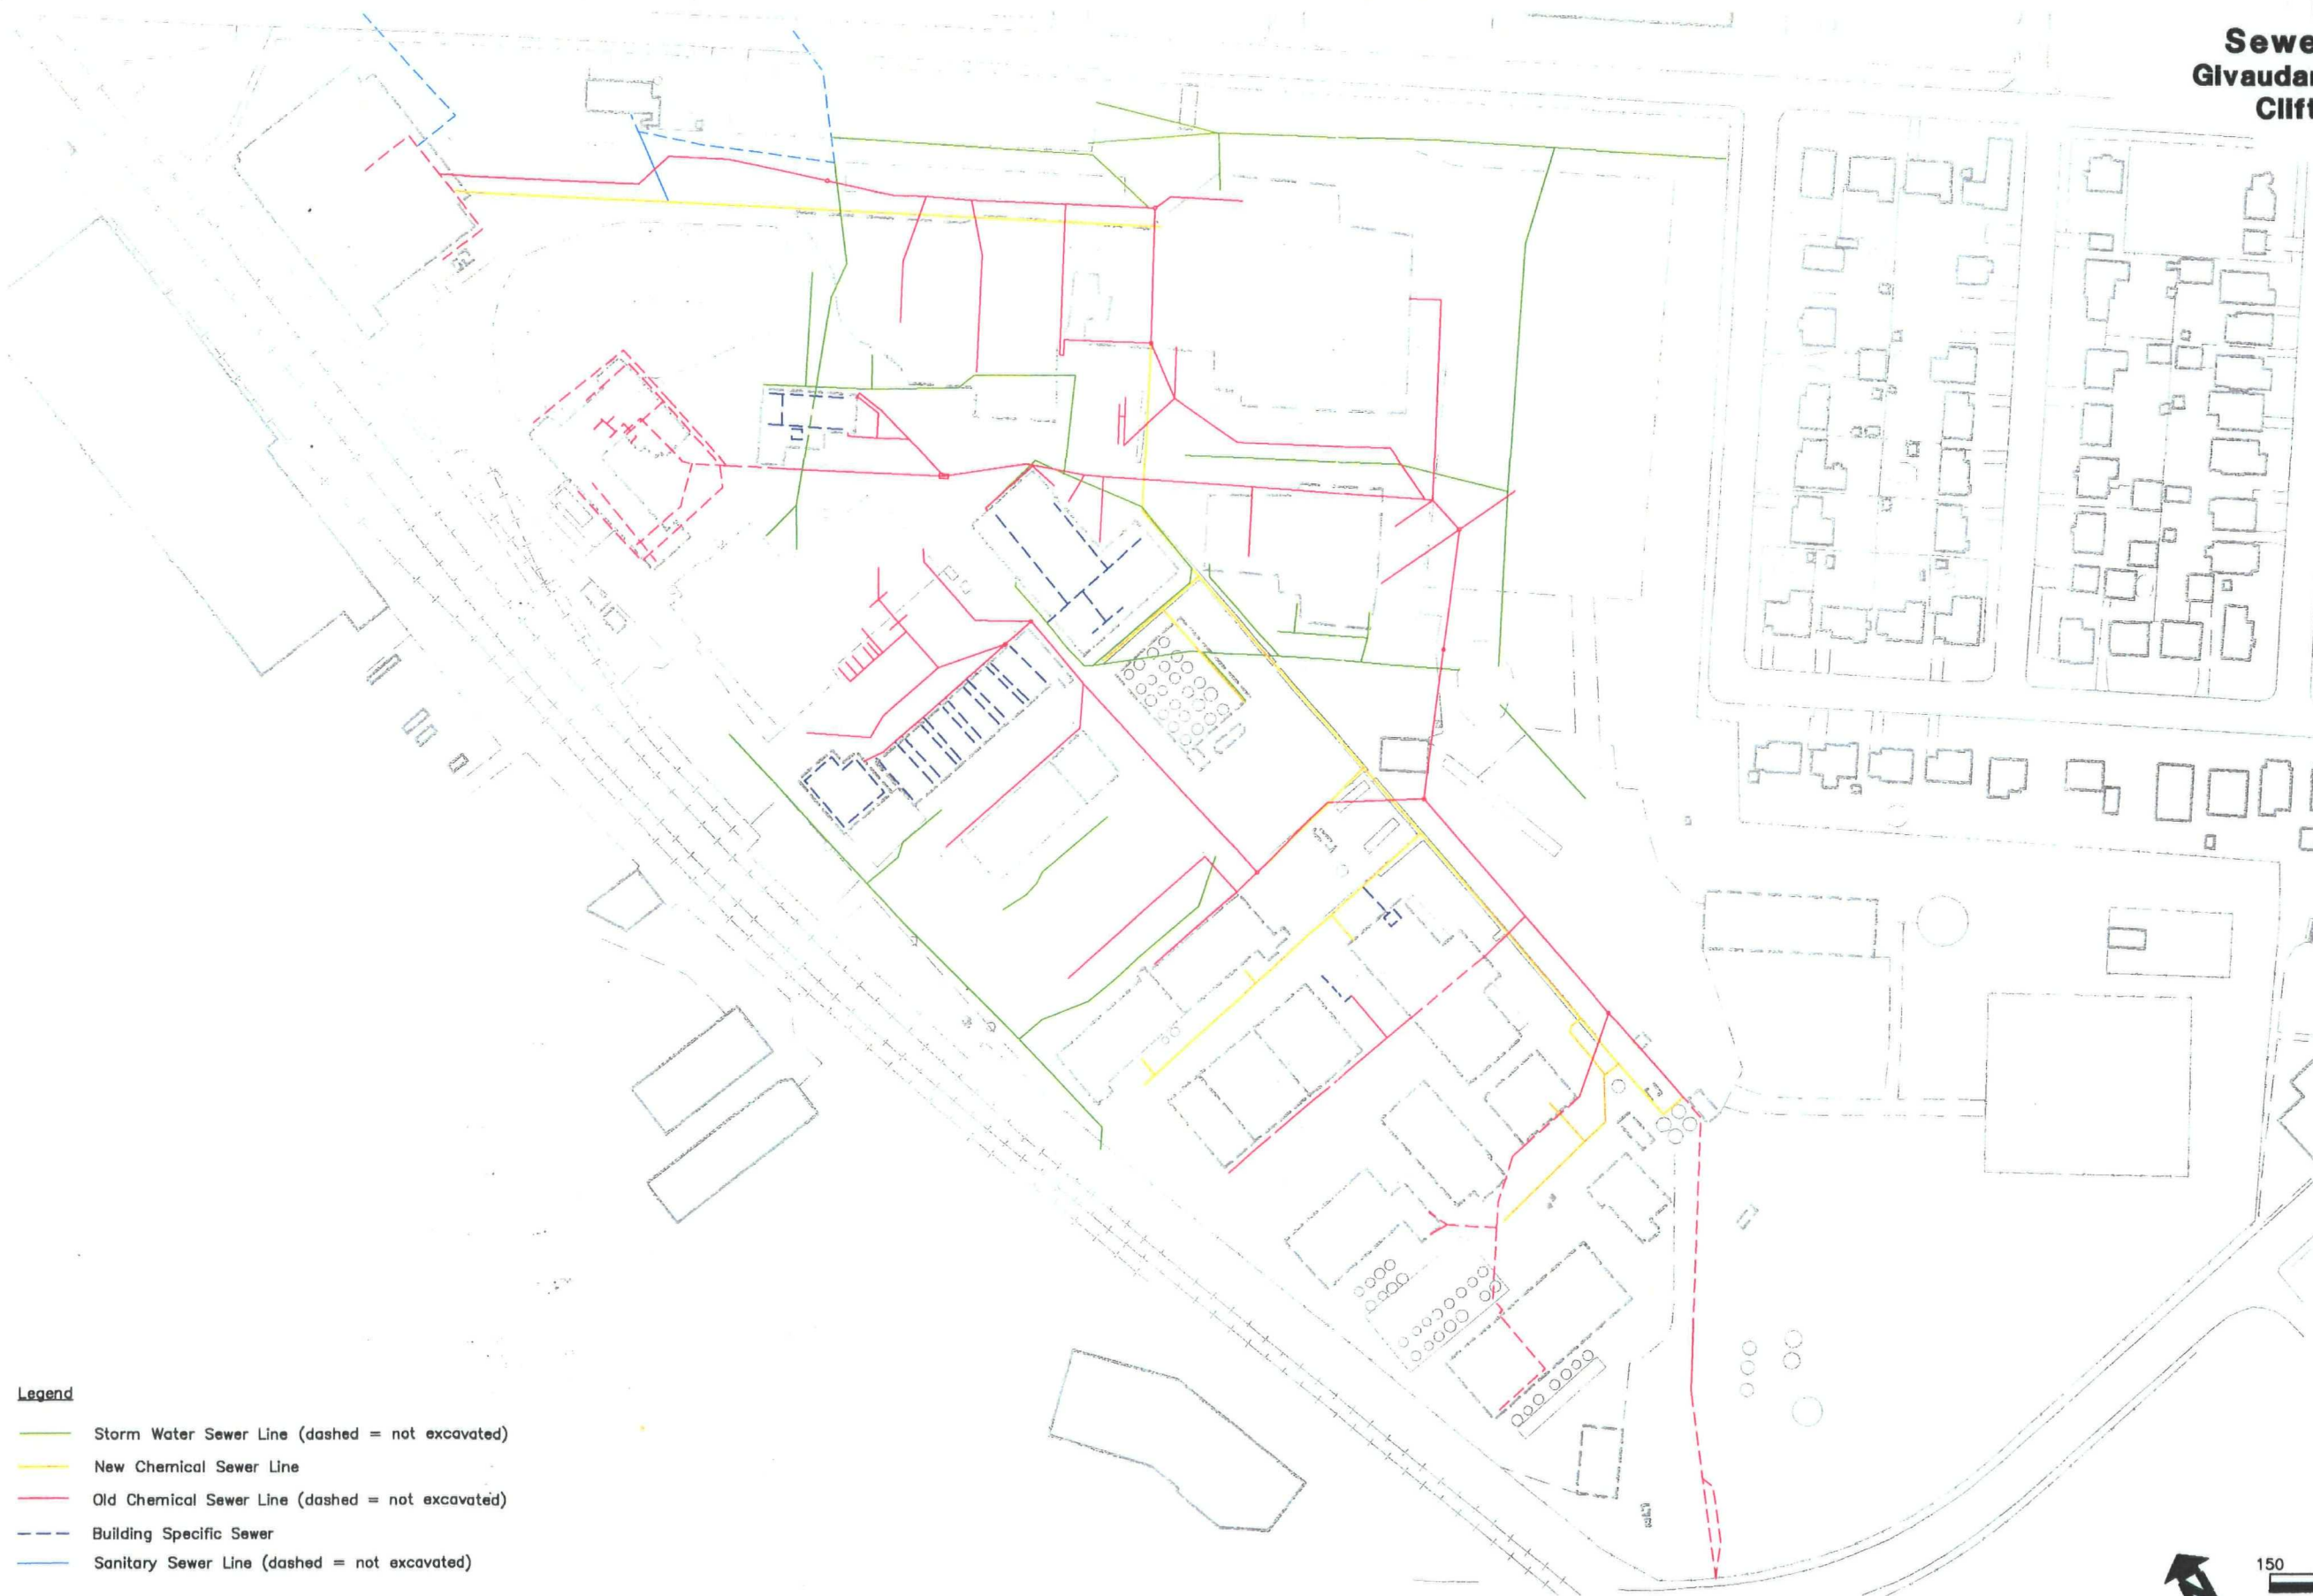 Sewe
Givaudan
Clift
Legend
Storm Water Sewer Line (dashed = not excavated)
New Chemical Sewer Line
Old Chemical Sewer Line (dashed = not excavated)
Building Specific Sewer
Sanitary Sewer Line (dashed = not excavated)
150